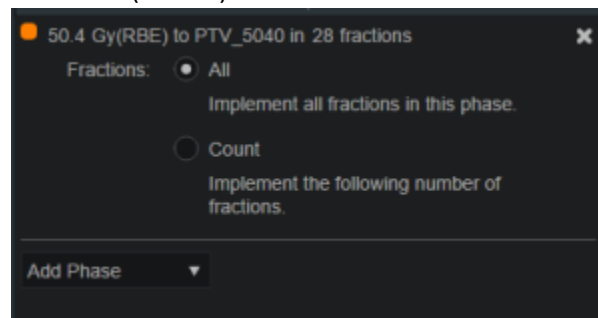 50.4 Gy(RBE) to PTV_5040 in 28 fractions
Fractions:
All
Implement all fractions in this phase.
Count
Implement the following number of
fractions.
Add Phase